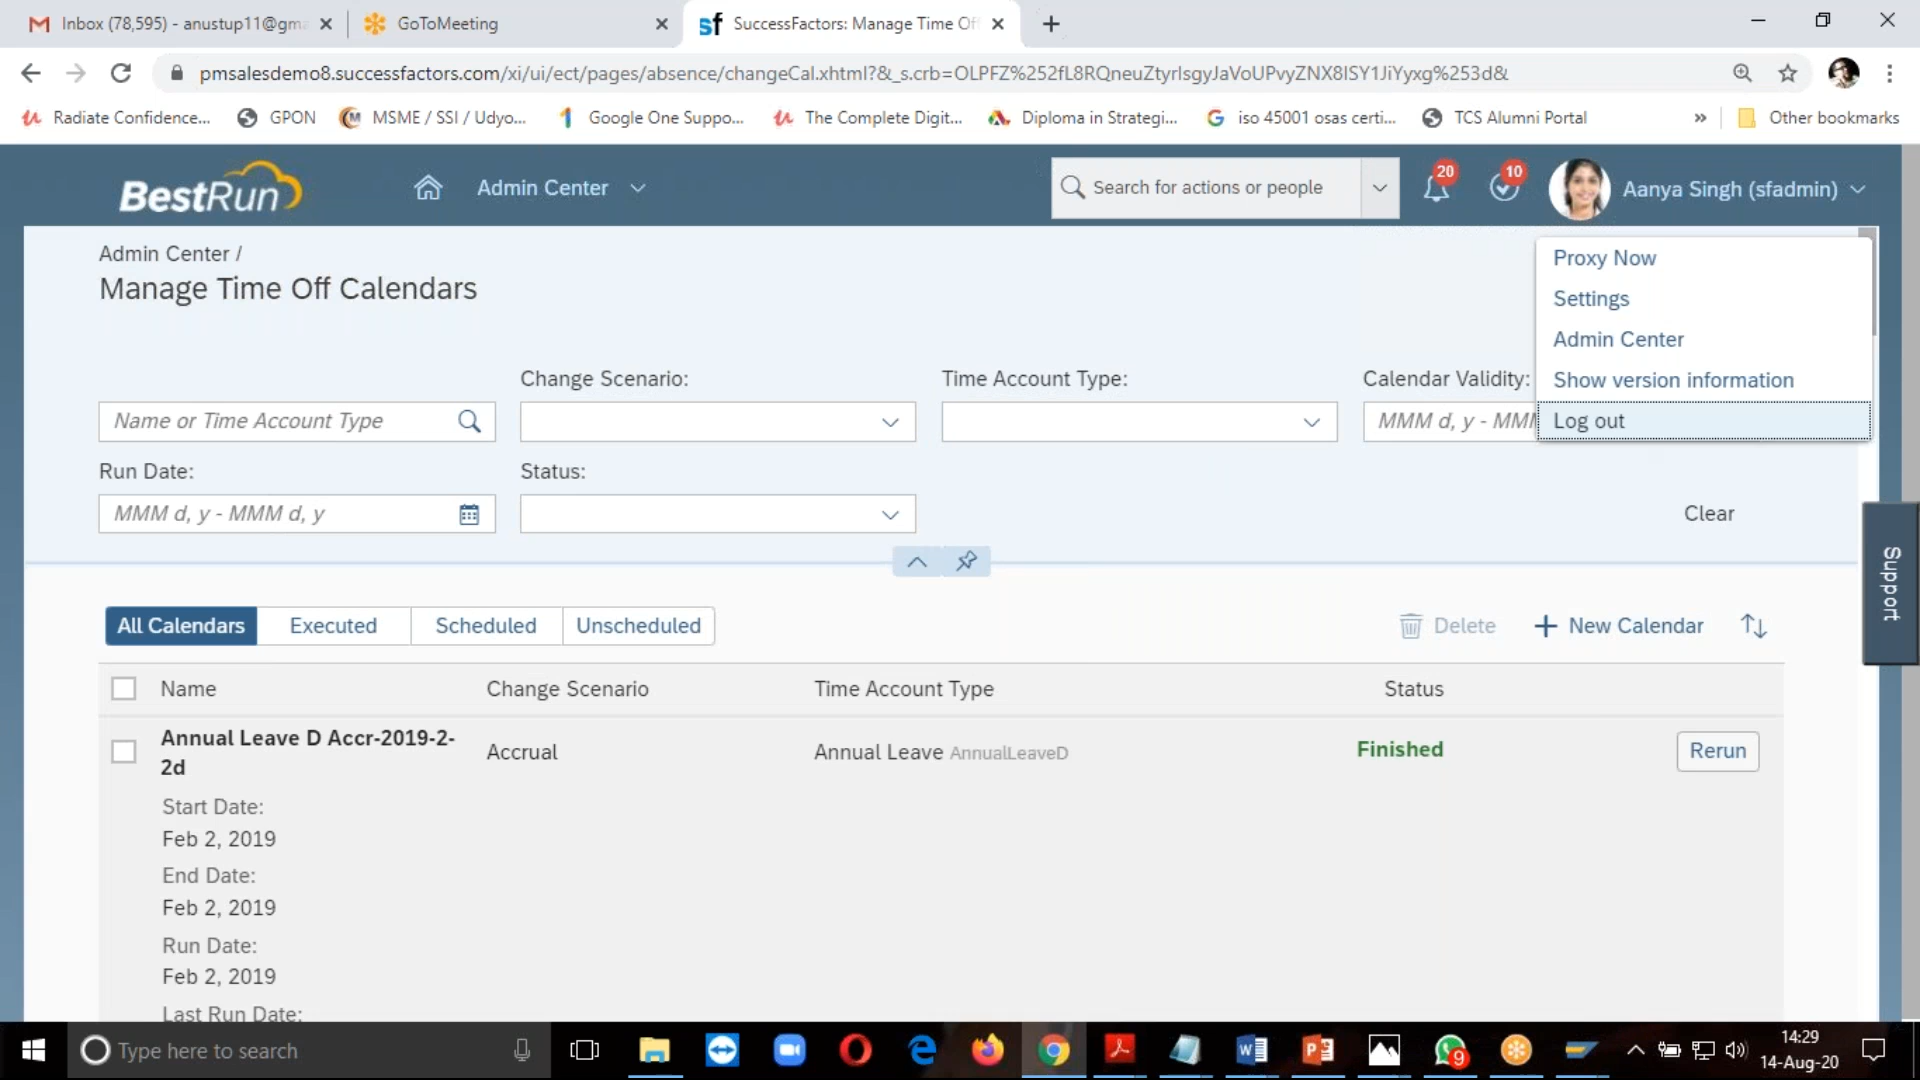 Inbox (78,595) - anustup11@gma
GoToMeeting
sf SuccessFactors: Manage Time Of
pmsalesdemo8.successfactors.com/xi/ui/ect/pages/absence/changeCal.xhtml?&_s.crb=OLPFZ%252fL8RQneuZtyrIsgyJaVoUPvyZNX8ISY1JiYyxg%253d&
Radiate Confidence... GPON MSME / SSI / Udyo... Google One Suppo... The Complete Digit... Diploma in Strategi... iso 45001 osas certi... TCS Alumni Portal » Other bookmarks
BestRun Admin Center Search for actions or people 20 10 Aanya Singh (sfadmin)
Proxy Now
Settings
Admin Center
Show version information
Log out
Admin Center /
Manage Time Off Calendars
Change Scenario: Time Account Type: Calendar Validity:
Name or Time Account Type MMM d, y - MMM
Run Date: Status:
MMM d, y - MMM d, y Clear
Support
All Calendars Executed Scheduled Unscheduled Delete + New Calendar
Name Change Scenario Time Account Type Status
Annual Leave D Accr-2019-2-
2d
Accrual Annual Leave AnnualLeaveD Finished Rerun
Start Date:
Feb 2, 2019
End Date:
Feb 2, 2019
Run Date:
Feb 2, 2019
Last Run Date:
Type here to search
9
14:29
14-Aug-20